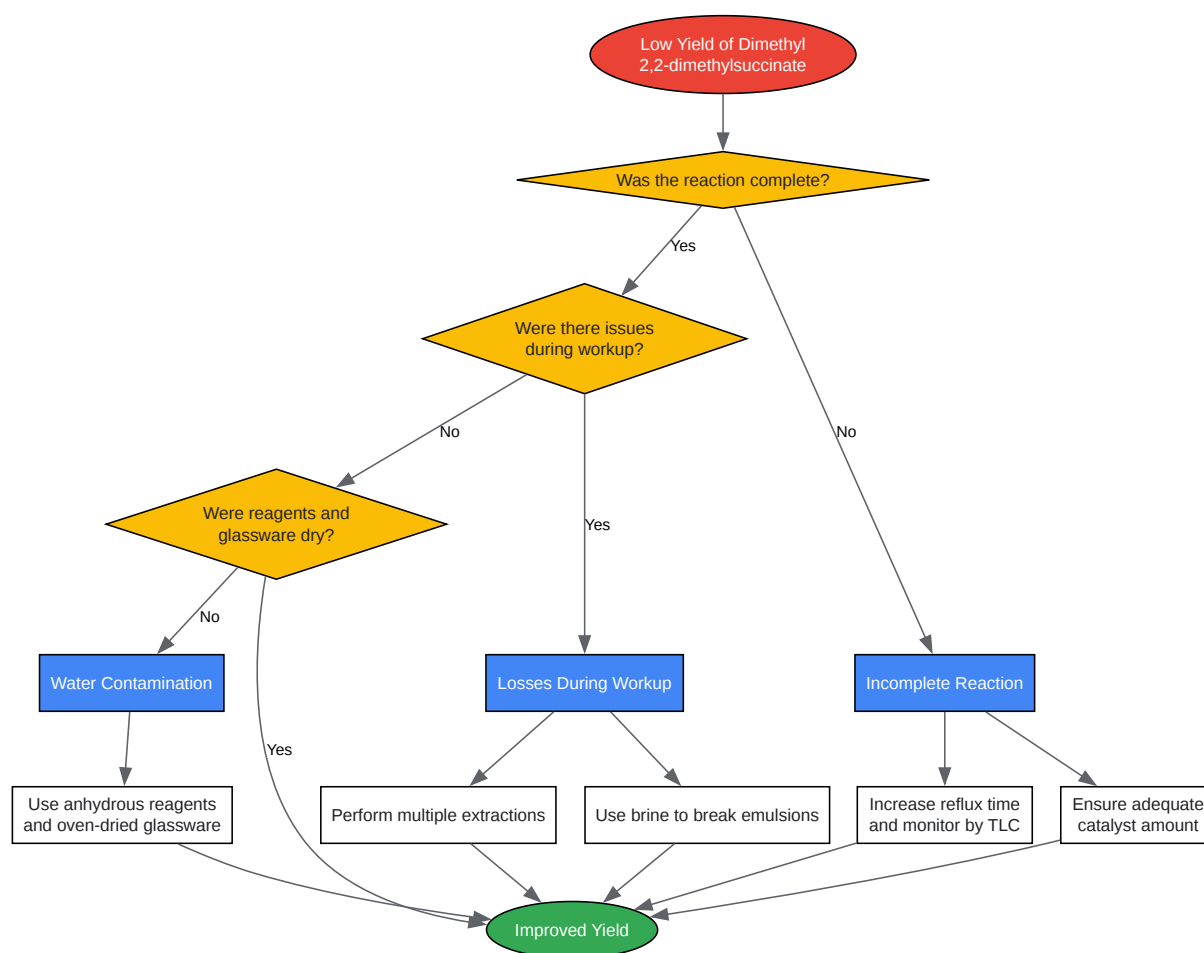 Low Yield of Dimethyl
2,2-dimethylsuccinate
Was the reaction complete?
Yes
Were there issues
during workup?
No
No
Were reagents and
glassware dry?
Yes
No
Water Contamination
Losses During Workup
Incomplete Reaction
Yes
Use anhydrous reagents
and oven-dried glassware
Perform multiple extractions
Use brine to break emulsions
Increase reflux time
and monitor by TLC
Ensure adequate
catalyst amount
Improved Yield